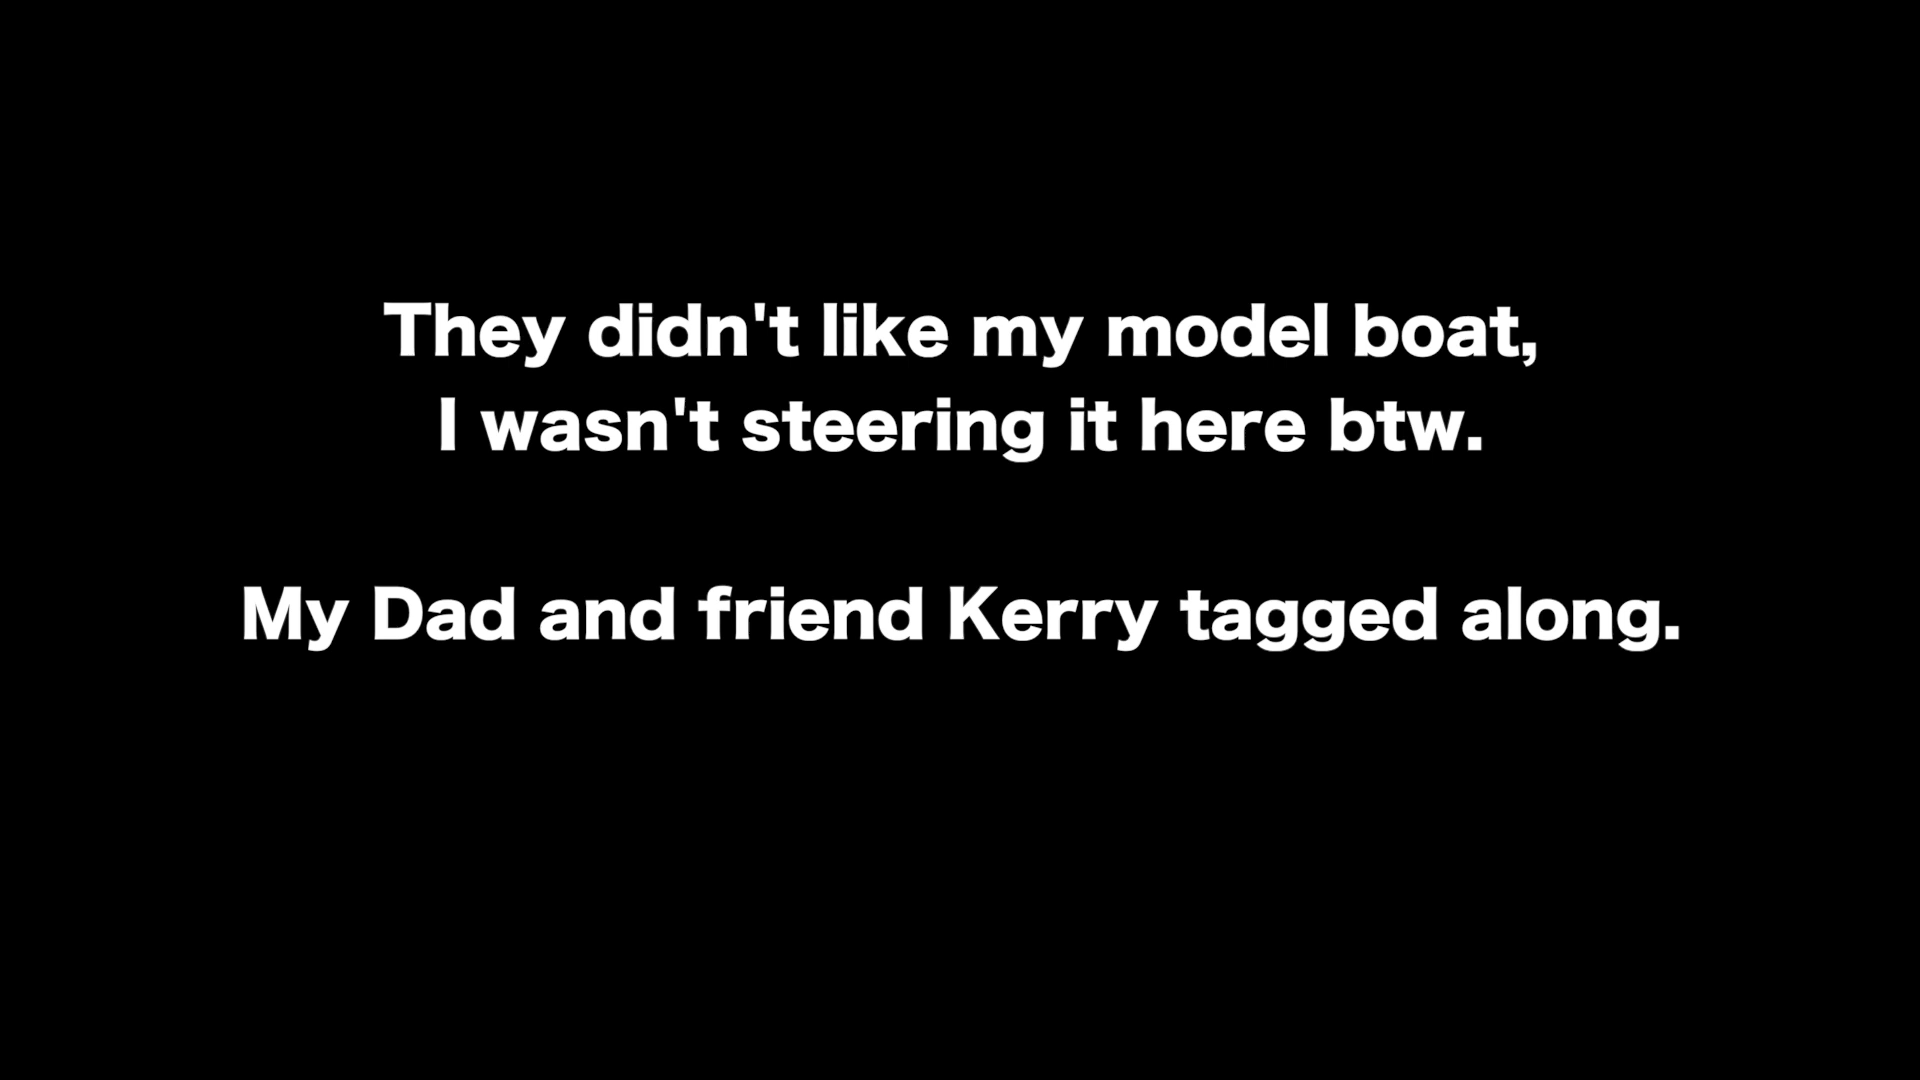 They didn't like my model boat,
I wasn't steering it here btw.
My Dad and friend Kerry tagged along.